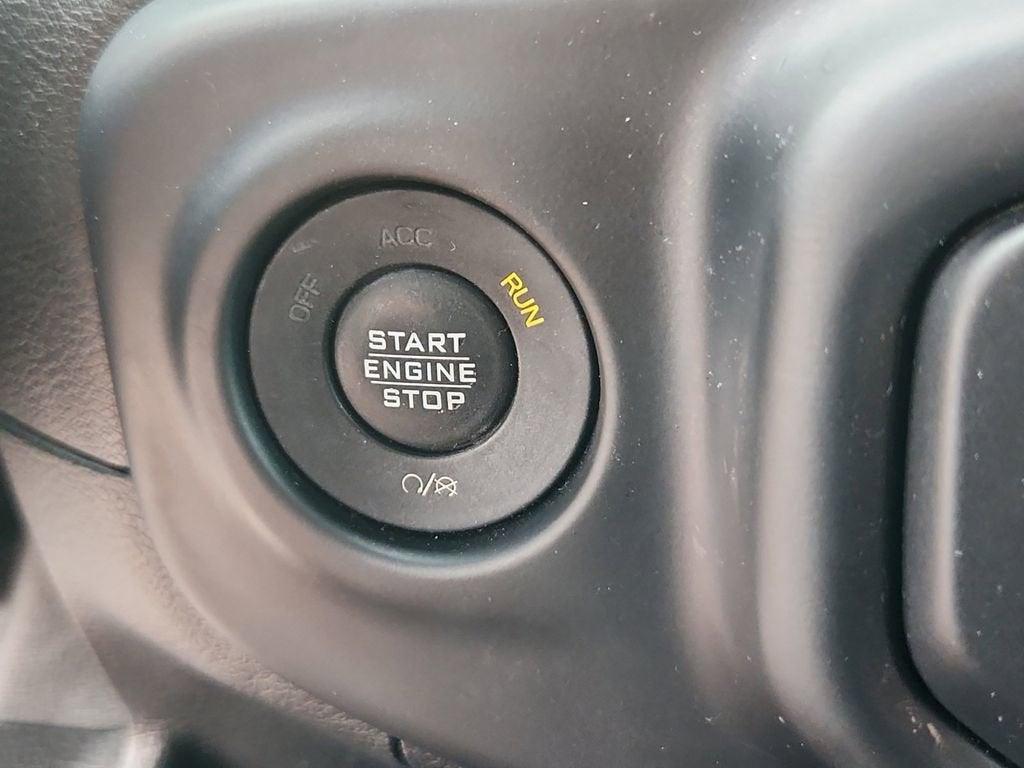 OFF
ACC
RUN
START
ENGINE
STOP